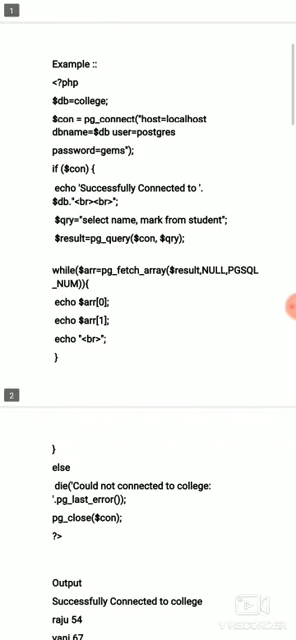 1
Example ::
<?php
$db=college;
$con = pg_connect("host=localhost
dbname=$db user=postgres
password=gems");
if ($con) {
echo 'Successfully Connected to '.
$db."<br><br>";
$qry="select name, mark from student";
$result=pg_query($con, $qry);
while($arr=pg_fetch_array($result,NULL,PGSQL
_NUM)){
echo $arr[0];
echo $arr[1];
echo "<br>";
}
2
}
else
die('Could not connected to college:
'.pg_last_error());
pg_close($con);
?>
Output
Successfully Connected to college
raju 54
vani 67
V RECORDER